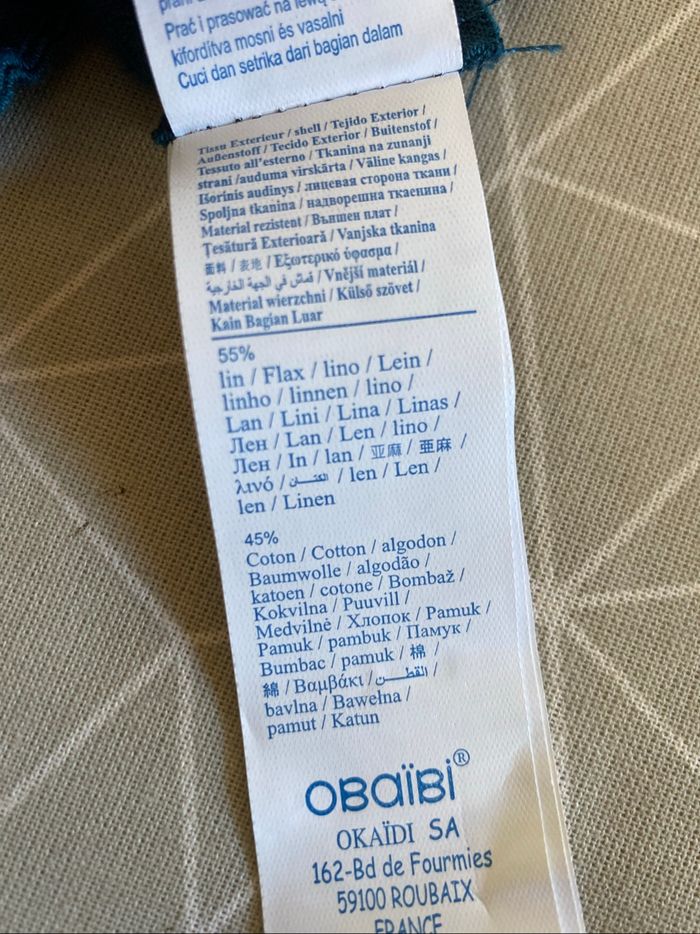 Prać i prasować na lewą
kifordítva mosni és vasalni
Cuci dan setrika dari bagian dalam
Tissu Exterieur / shell / Tejido Exterior /
Außenstoff / Tecido Exterior / Buitenstof /
Tessuto all'esterno / Tkanina na zunanji
strani /auduma virskārta / Väline kangas /
Išorinis audinys / лицевая сторона ткани /
Spoljna tkanina / надворешна ткаенина /
Material rezistent / Външен плат /
Țesătură Exterioară / Vanjska tkanina
面料 / 表地 / Εξωτερικό ύφασμα /
قماش في الجهة الخارجية / Vnější materiál /
Material wierzchni / Külső szövet /
Kain Bagian Luar
55%
lin / Flax / lino / Lein /
linho / linnen / lino /
Lan / Lini / Lina / Linas /
Лен / Lan / Len / lino /
Лен / In / lan / 亚麻 / 亜麻 /
λινό / الكتان / len / Len /
len / Linen
45%
Coton / Cotton / algodon /
Baumwolle / algodão /
katoen / cotone / Bombaž /
Kokvilna / Puuvill /
Medvilnė / Хлопок / Pamuk /
Pamuk / pambuk / Памук /
Bumbac / pamuk / 棉 /
綿 / Βαμβάκι / القطن /
bavlna / Bawełna /
pamut / Katun
OBaïBi®
OKAÏDI SA
162-Bd de Fourmies
59100 ROUBAIX
FRANCE